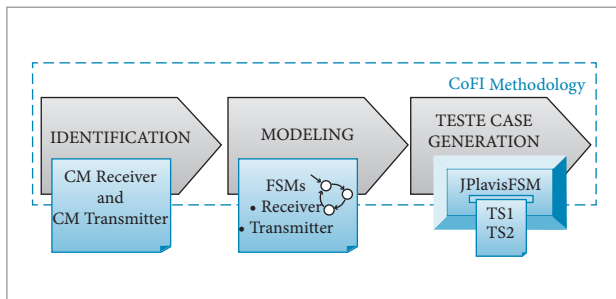 CoFI Methodology
IDENTIFICATION
CM Receiver
and
CM Transmitter
MODELING
FSMs
• Receiver
• Transmitter
TESTE CASE
GENERATION
JPlavisFSM
TS1
TS2